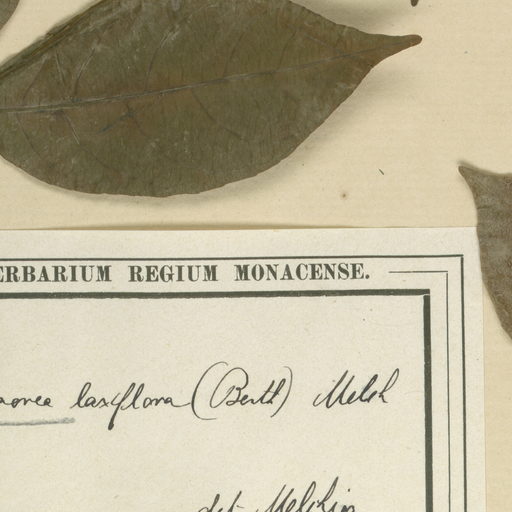 ERBARIUM REGIUM MONACENSE.
laxiflora (Benth) Melch
det. Melchior